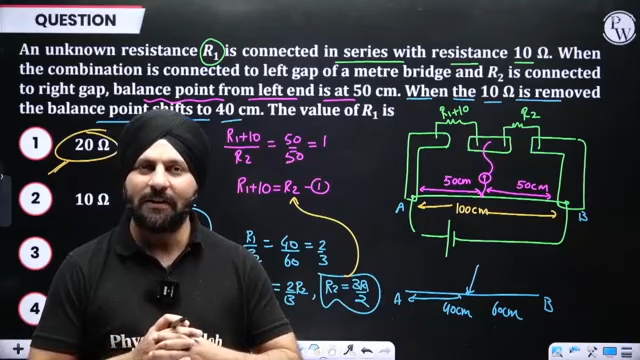 QUESTION
PW
An unknown resistance R₁ is connected in series with resistance 10 Ω. When
the combination is connected to left gap of a metre bridge and R₂ is connected
to right gap, balance point from left end is at 50 cm. When the 10 Ω is removed
the balance point shifts to 40 cm. The value of R₁ is
1
20 Ω
2
10 Ω
3
4
R₁+10 / R₂ = 50/50 = 1
R₁+10 = R₂ —①
R₁ = 40/60 = 2/3
= 2R₂/3, R₂ = 3R₁/2
R₁+10
R₂
50cm
50cm
A
100cm
B
A
40cm
60cm
B